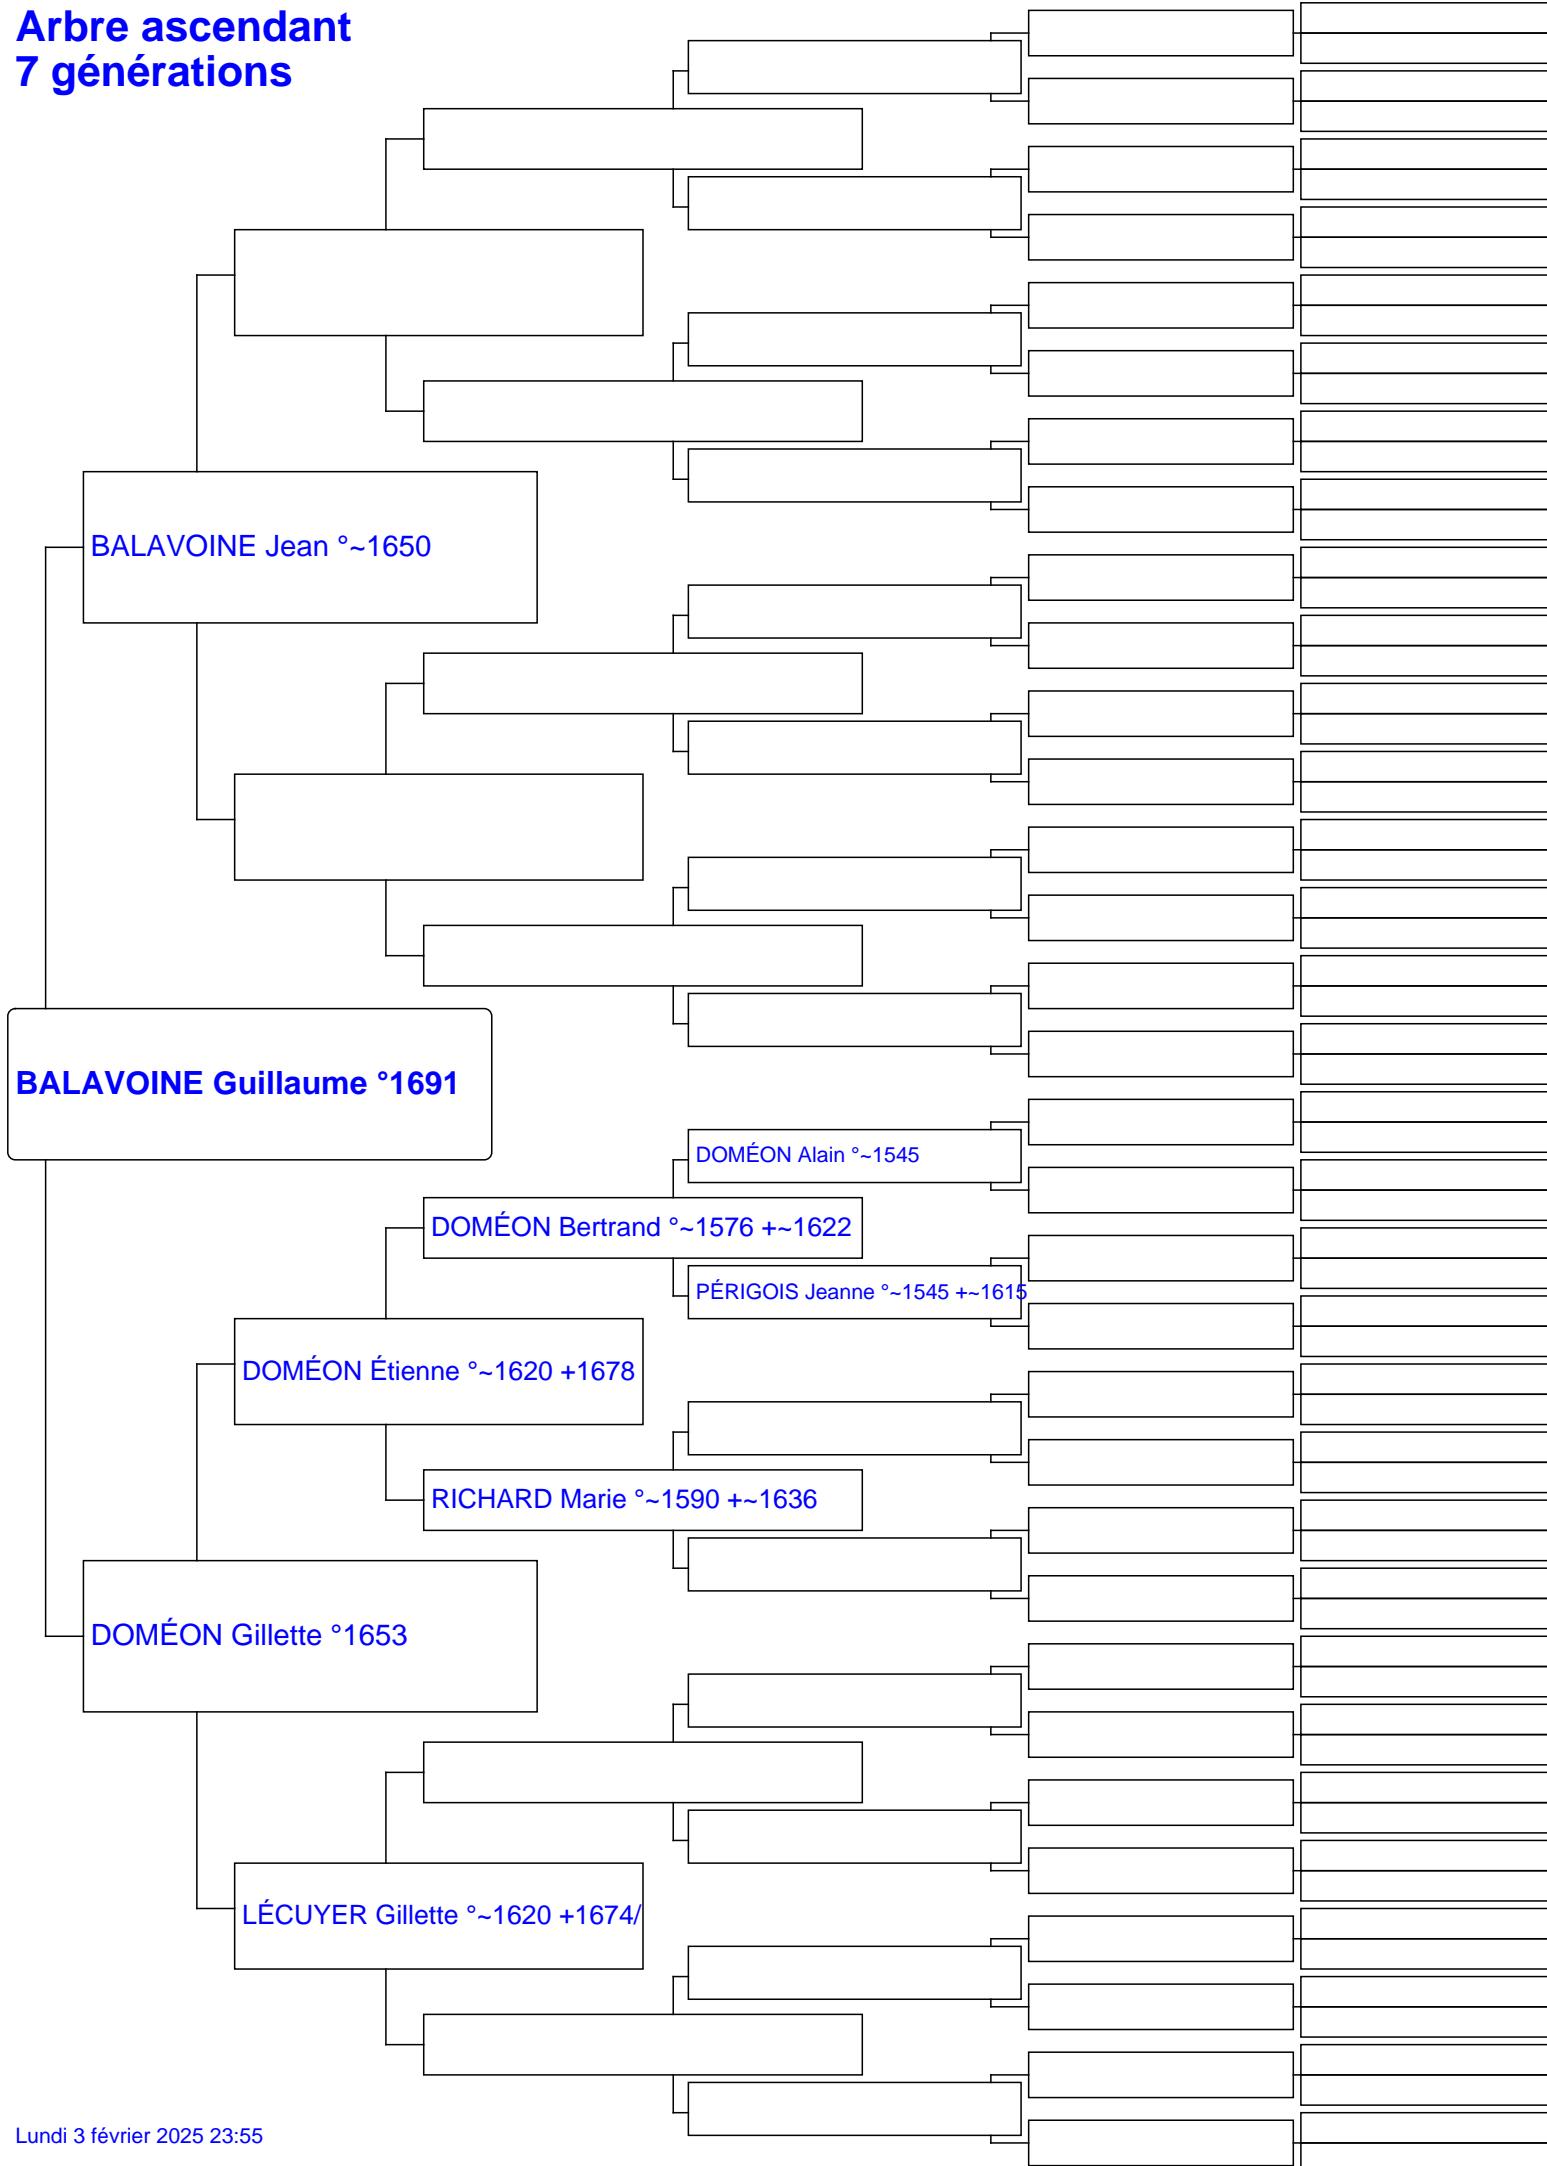 Arbre ascendant
7 générations
BALAVOINE Jean °~1650
BALAVOINE Guillaume °1691
DOMÉON Alain °~1545
DOMÉON Bertrand °~1576 +~1622
PÉRIGOIS Jeanne °~1545 +~1615
DOMÉON Étienne °~1620 +1678
RICHARD Marie °~1590 +~1636
DOMÉON Gillette °1653
LÉCUYER Gillette °~1620 +1674/
Lundi 3 février 2025 23:55